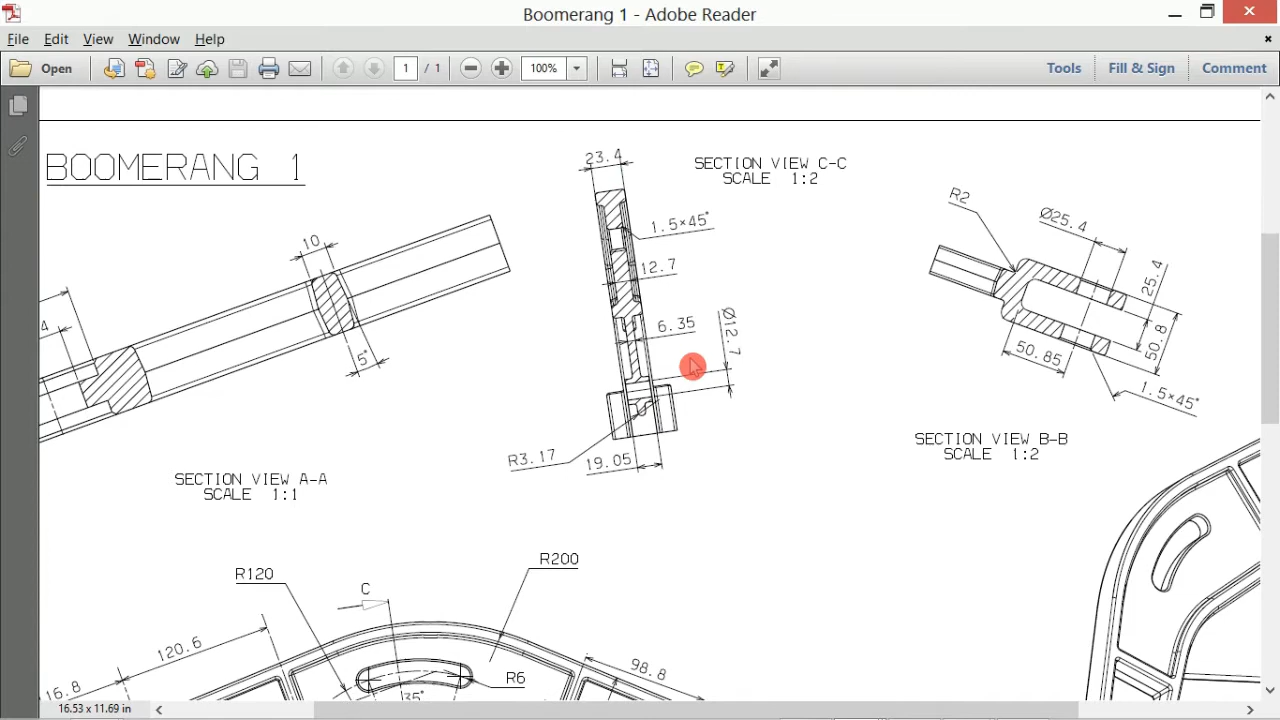 Boomerang 1 - Adobe Reader
File Edit View Window Help
Open
1 / 1
100%
Tools
Fill & Sign
Comment
BOOMERANG 1
23.4
SECTION VIEW C-C
SCALE 1:2
R2
Ø25.4
1.5×45°
10
12.7
25.4
4
6.35
Ø12.7
50.8
5°
50.85
1.5×45°
R3.17
19.05
SECTION VIEW B-B
SCALE 1:2
SECTION VIEW A-A
SCALE 1:1
R200
R120
C
120.6
98.8
R6
16.8
35°
16.53 x 11.69 in